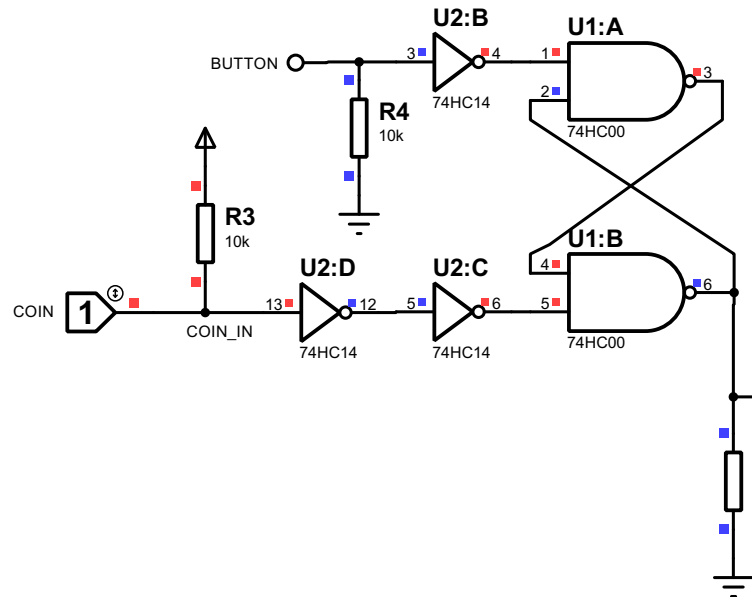 U2:B
U1:A
BUTTON
3
4
1
3
2
74HC14
74HC00
R4
10k
R3
10k
U2:D
U2:C
U1:B
4
COIN
1
13
12
5
6
5
6
COIN_IN
74HC14
74HC14
74HC00